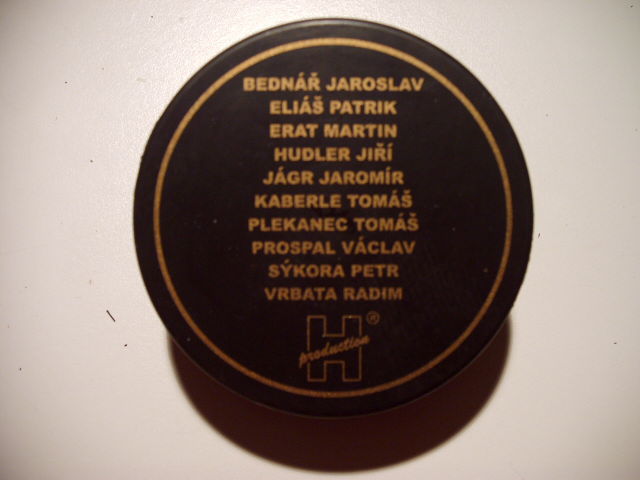 BEDNÁŘ JAROSLAV
ELIÁŠ PATRIK
ERAT MARTIN
HUDLER JIŘÍ
JÁGR JAROMÍR
KABERLE TOMÁŠ
PLEKANEC TOMÁŠ
PROSPAL VÁCLAV
SÝKORA PETR
VRBATA RADIM
H ®
production